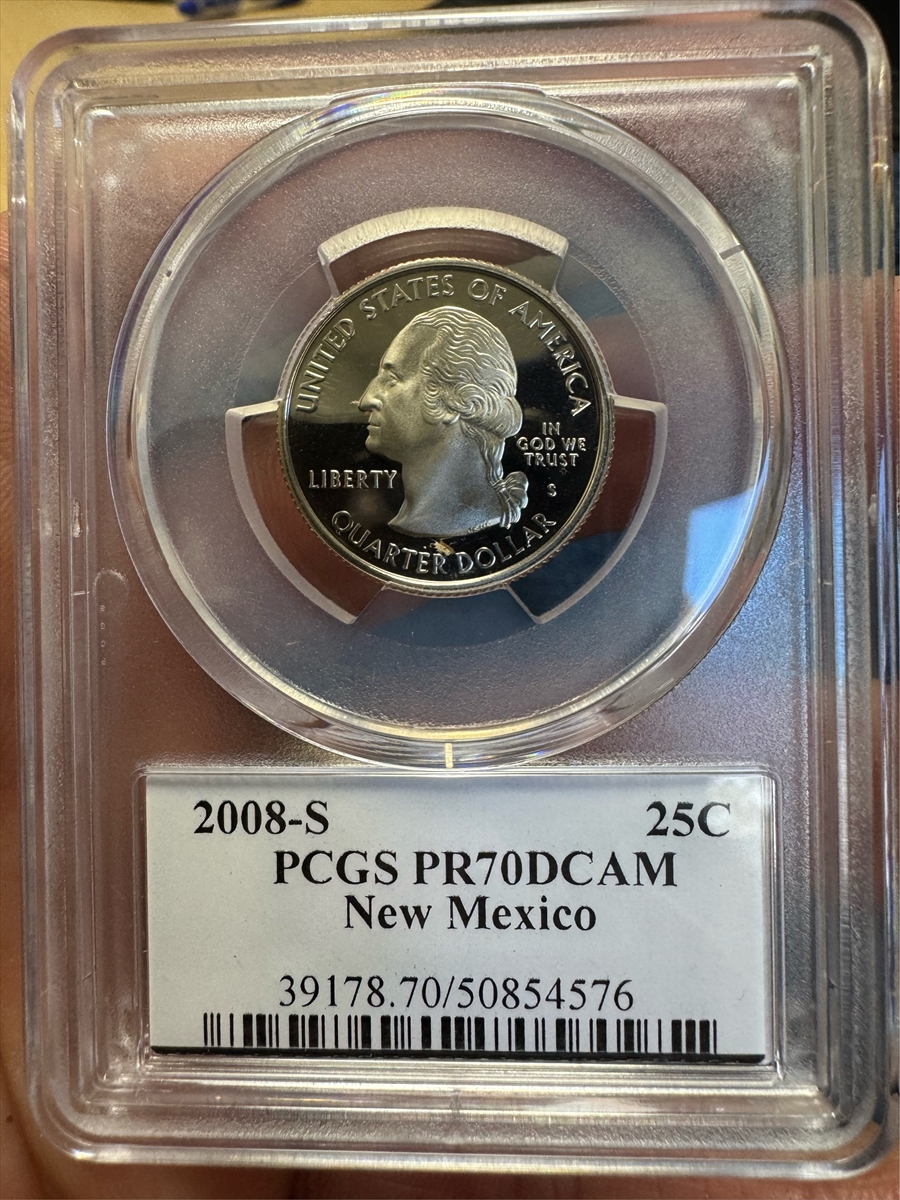 UNITED STATES OF AMERICA
IN
GOD WE
TRUST
LIBERTY
S
QUARTER DOLLAR
2008-S 25C
PCGS PR70DCAM
New Mexico
39178.70/50854576